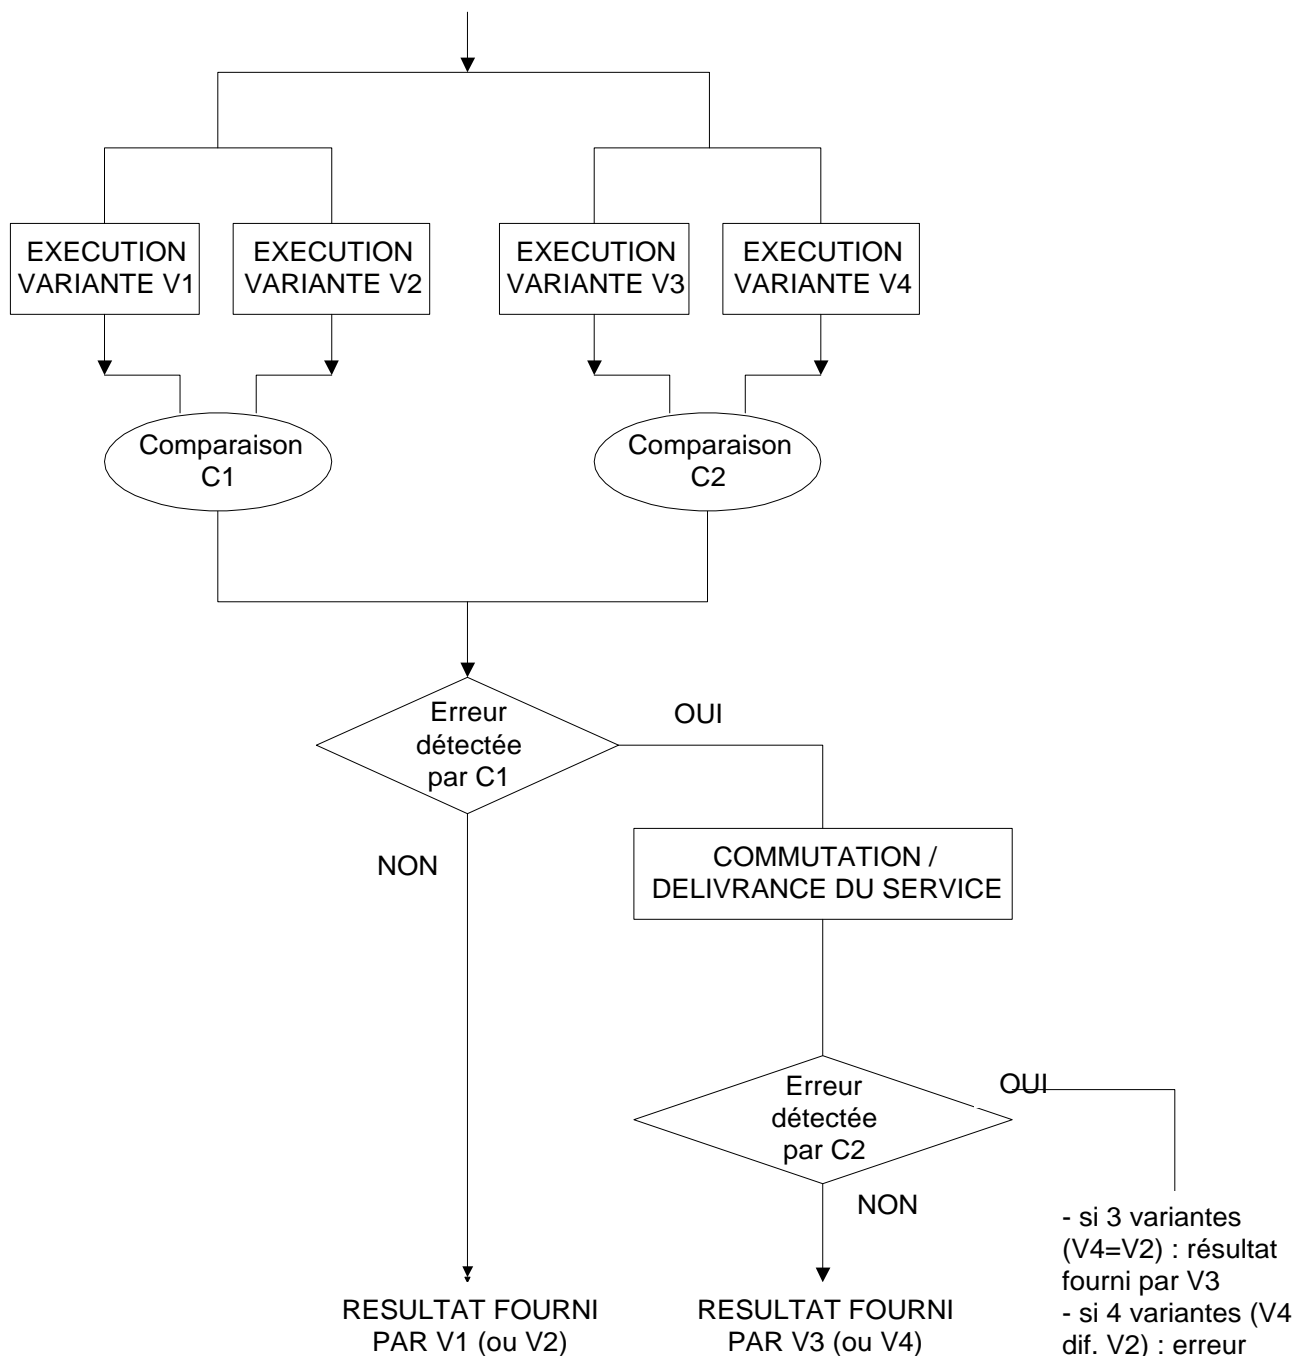 EXECUTION
VARIANTE V1
EXECUTION
VARIANTE V2
EXECUTION
VARIANTE V3
EXECUTION
VARIANTE V4
Comparaison
C1
Comparaison
C2
Erreur
détectée
par C1
OUI
NON
COMMUTATION /
DELIVRANCE DU SERVICE
Erreur
détectée
par C2
OUI
NON
RESULTAT FOURNI
PAR V1 (ou V2)
RESULTAT FOURNI
PAR V3 (ou V4)
- si 3 variantes
(V4=V2) : résultat
fourni par V3
- si 4 variantes (V4
dif. V2) : erreur